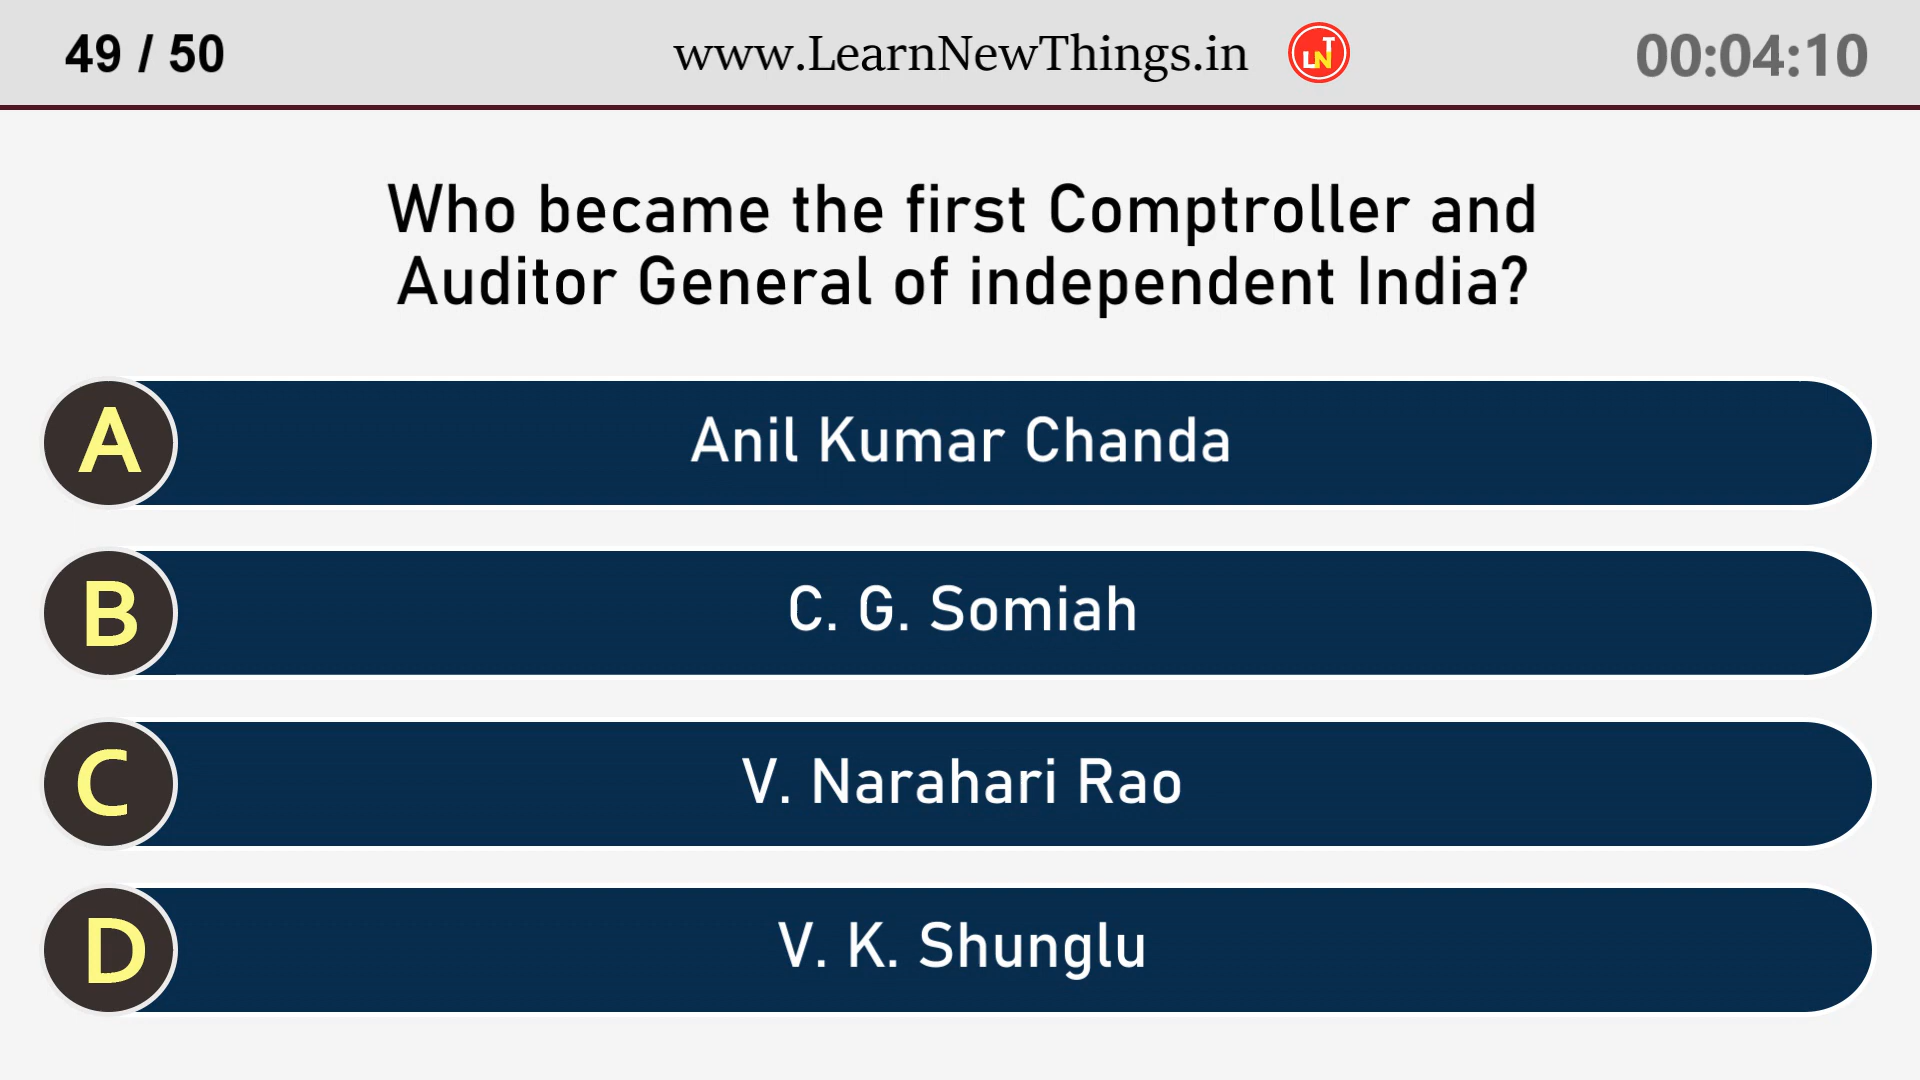 49 / 50
www.LearnNewThings.in
LNT
00:04:10
Who became the first Comptroller and
Auditor General of independent India?
A
Anil Kumar Chanda
B
C. G. Somiah
C
V. Narahari Rao
D
V. K. Shunglu